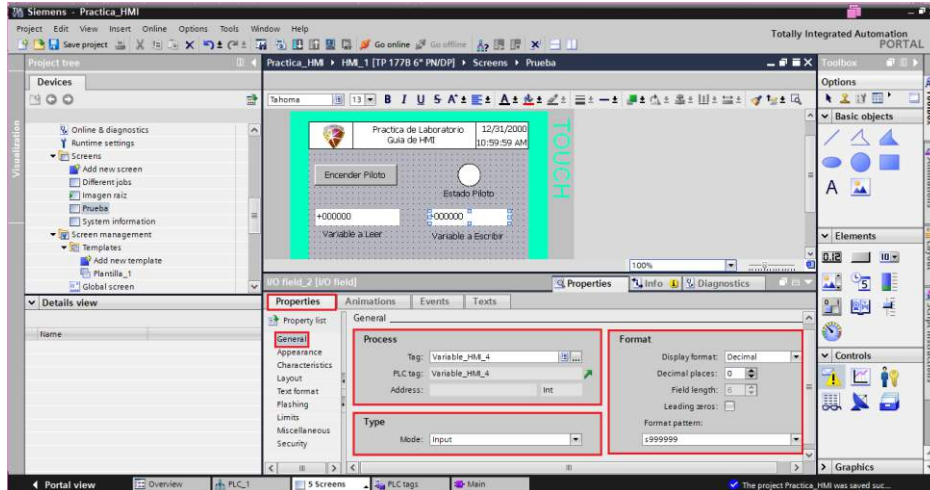 Siemens - Practica_HMI
Project Edit View Insert Online Options Tools Window Help
Totally Integrated Automation
PORTAL
Save project
Go online
Go offline
Project tree
Practica_HMI ▸ HMI_1 [TP 177B 6" PN/DP] ▸ Screens ▸ Prueba
Toolbox
Devices
Options
Tahoma
13
B I U S
Visualization
Online & diagnostics
Runtime settings
Screens
Add new screen
Different jobs
Imagen raiz
Prueba
System information
Screen management
Templates
Add new template
Plantilla_1
Global screen
Practica de Laboratorio
Guia de HMI
12/31/2000
10:59:59 AM
TOUCH
Encender Piloto
Estado Piloto
+000000
+000000
Variable a Leer
Variable a Escribir
100%
Basic objects
A
Elements
Controls
Graphics
I/O field_2 [I/O field]
Properties
Info
Diagnostics
Properties
Animations
Events
Texts
Details view
Name
Property list
General
Appearance
Characteristics
Layout
Text format
Flashing
Limits
Miscellaneous
Security
General
Process
Tag: Variable_HMI_4
PLC tag: Variable_HMI_4
Address:
Int
Type
Mode: Input
Format
Display format: Decimal
Decimal places: 0
Field length: 6
Leading zeros:
Format pattern:
s999999
Portal view
Overview
PLC_1
5 Screens
PLC tags
Main
The project Practica_HMI was saved suc...